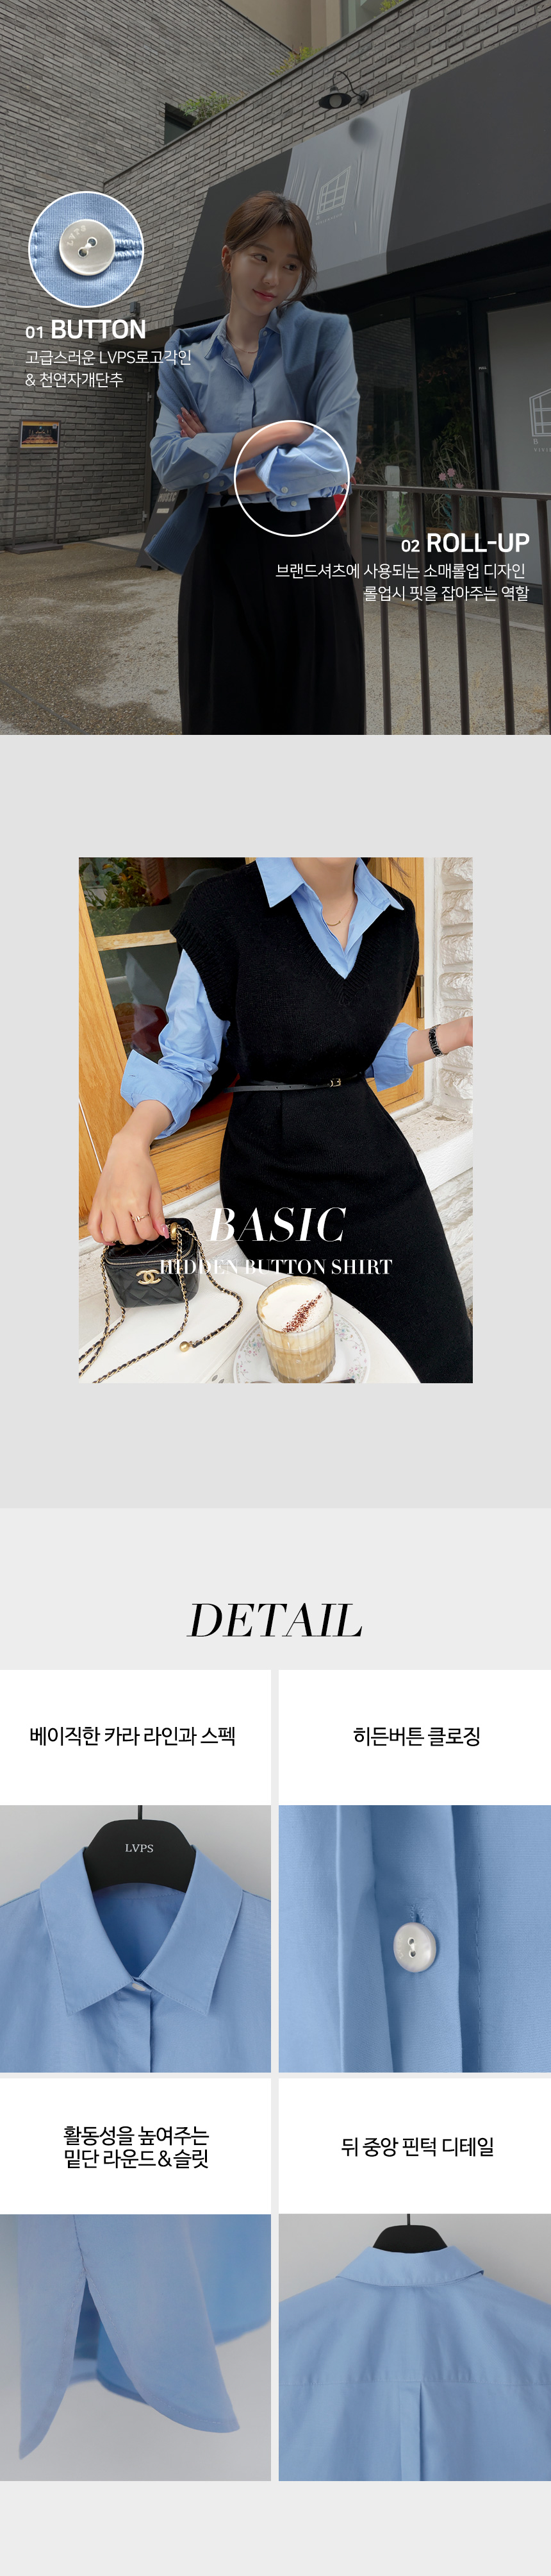 LVPS
01 BUTTON
고급스러운 LVPS로고각인
& 천연자개단추
02 ROLL-UP
브랜드셔츠에 사용되는 소매롤업 디자인
롤업시 핏을 잡아주는 역할
BASIC
HIDDEN BUTTON SHIRT
DETAIL
베이직한 카라 라인과 스펙
히든버튼 클로징
LVPS
활동성을 높여주는
밑단 라운드&슬릿
뒤 중앙 핀턱 디테일